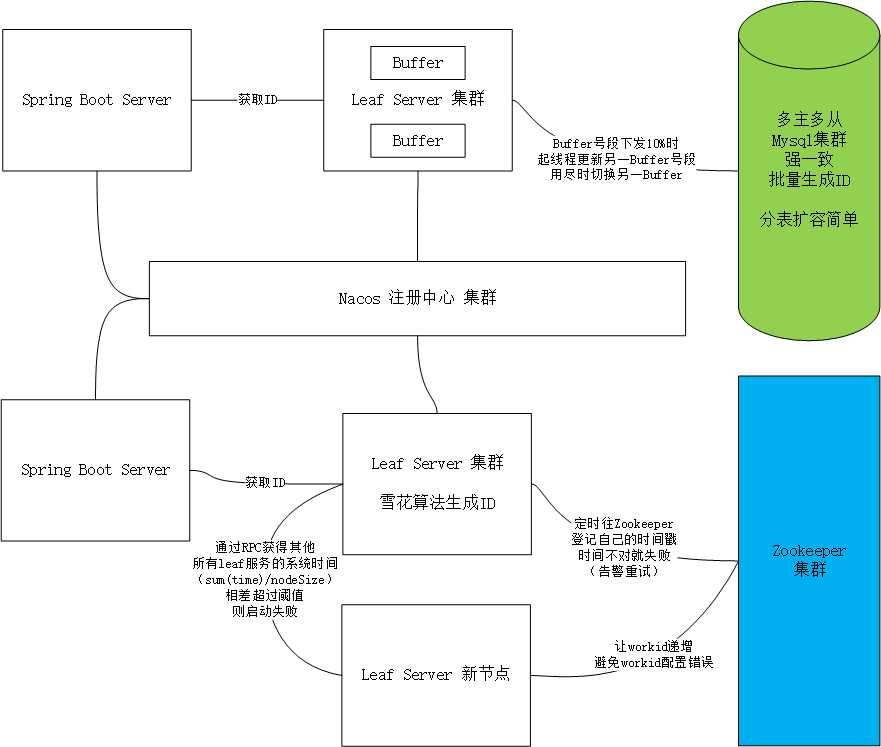 Spring Boot Server
获取ID
Buffer
Leaf Server 集群
Buffer
Buffer号段下发10%时
起线程更新另一Buffer号段
用尽时切换另一Buffer
多主多从
Mysql集群
强一致
批量生成ID
分表扩容简单
Nacos 注册中心 集群
Spring Boot Server
获取ID
Leaf Server 集群
雪花算法生成ID
通过RPC获得其他
所有leaf服务的系统时间
（sum(time)/nodeSize）
相差超过阈值
则启动失败
定时往Zookeeper
登记自己的时间戳
时间不对就失败
（告警重试）
Zookeeper
集群
让workid递增
避免workid配置错误
Leaf Server 新节点